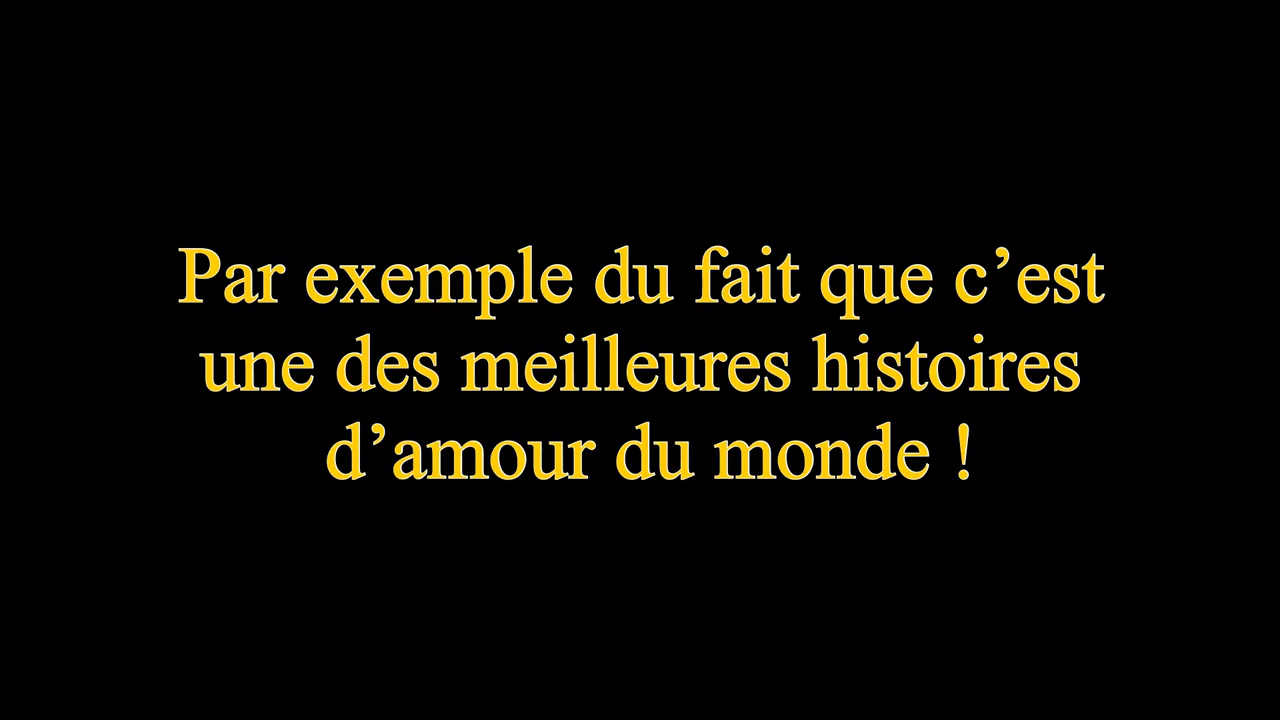 Par exemple du fait que c’est
une des meilleures histoires
d’amour du monde !